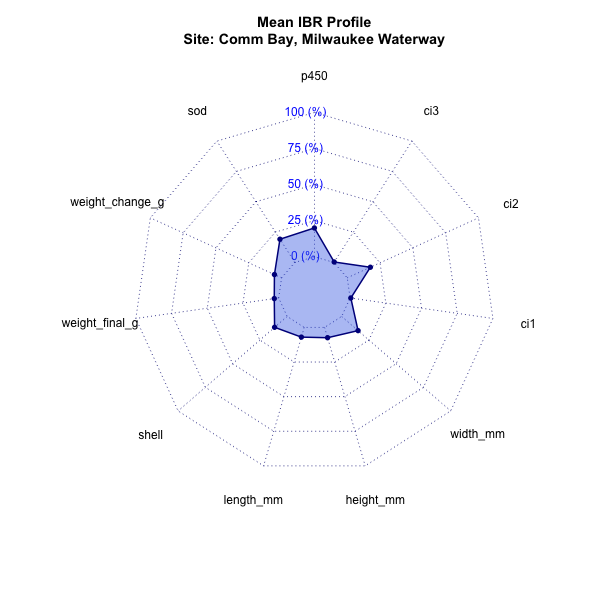 Mean IBR Profile
Site: Comm Bay, Milwaukee Waterway
p450
sod
ci3
100 (%)
75 (%)
50 (%)
25 (%)
0 (%)
weight_change_g
ci2
weight_final_g
ci1
shell
width_mm
length_mm
height_mm